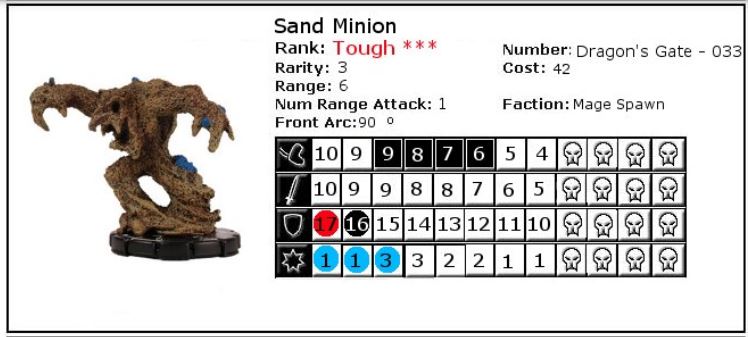 Sand Minion
Rank: Tough ***
Number: Dragon's Gate - 033
Rarity: 3
Cost: 42
Range: 6
Num Range Attack: 1
Faction: Mage Spawn
Front Arc:90 º
10 9 9 8 7 6 5 4
10 9 9 8 8 7 6 5
17 16 15 14 13 12 11 10
1 1 3 3 2 2 1 1